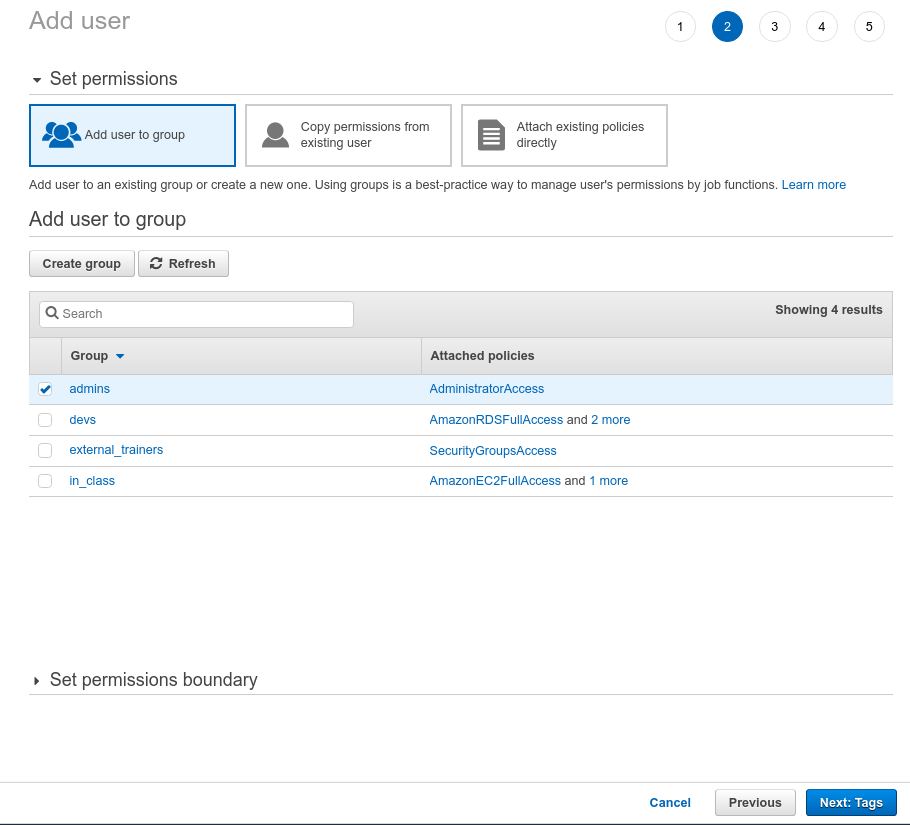 Add user
1 2 3 4 5
Set permissions
Add user to group
Copy permissions from
existing user
Attach existing policies
directly
Add user to an existing group or create a new one. Using groups is a best-practice way to manage user's permissions by job functions. Learn more
Add user to group
Create group Refresh
Search Showing 4 results
Group Attached policies
admins AdministratorAccess
devs AmazonRDSFullAccess and 2 more
external_trainers SecurityGroupsAccess
in_class AmazonEC2FullAccess and 1 more
Set permissions boundary
Cancel Previous Next: Tags